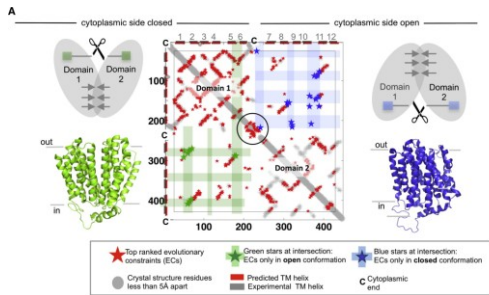 A
cytoplasmic side closed
cytoplasmic side open
C
C
1 2 3 4 5 6
7 8 9 10 11 12
Domain 1
Domain 2
Domain 1
Domain 2
Domain 1
Domain 2
100
200
C
300
400
C
out
in
out
in
100 200 300 400
Top ranked evolutionary constraints (ECs)
Green stars at intersection: ECs only in open conformation
Blue stars at intersection: ECs only in closed conformation
Crystal structure residues less than 5Å apart
Predicted TM helix
Experimental TM helix
C Cytoplasmic end